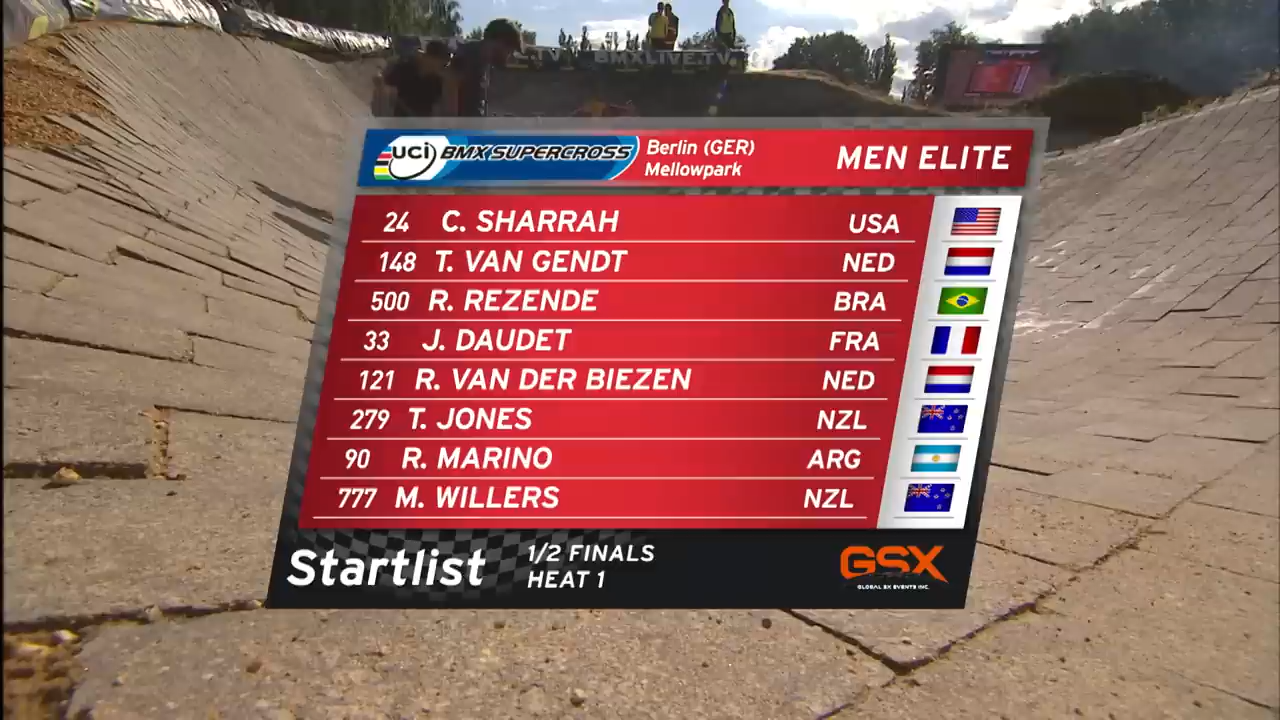 BMXLIVE.TV
UCI BMX SUPERCROSS
Berlin (GER)
Mellowpark
MEN ELITE
24 C. SHARRAH USA
148 T. VAN GENDT NED
500 R. REZENDE BRA
33 J. DAUDET FRA
121 R. VAN DER BIEZEN NED
279 T. JONES NZL
90 R. MARINO ARG
777 M. WILLERS NZL
Startlist
1/2 FINALS
HEAT 1
GSX
GLOBAL SX EVENTS INC.